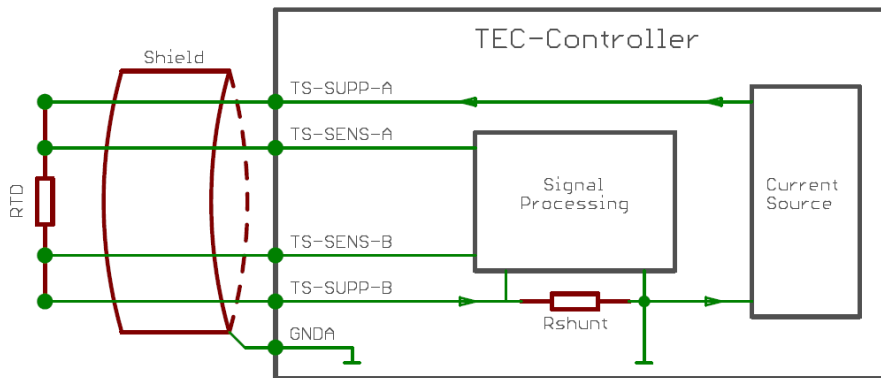 TEC-Controller
Shield
TS-SUPP-A
TS-SENS-A
RTD
Signal
Processing
Current
Source
TS-SENS-B
TS-SUPP-B
Rshunt
GNDA